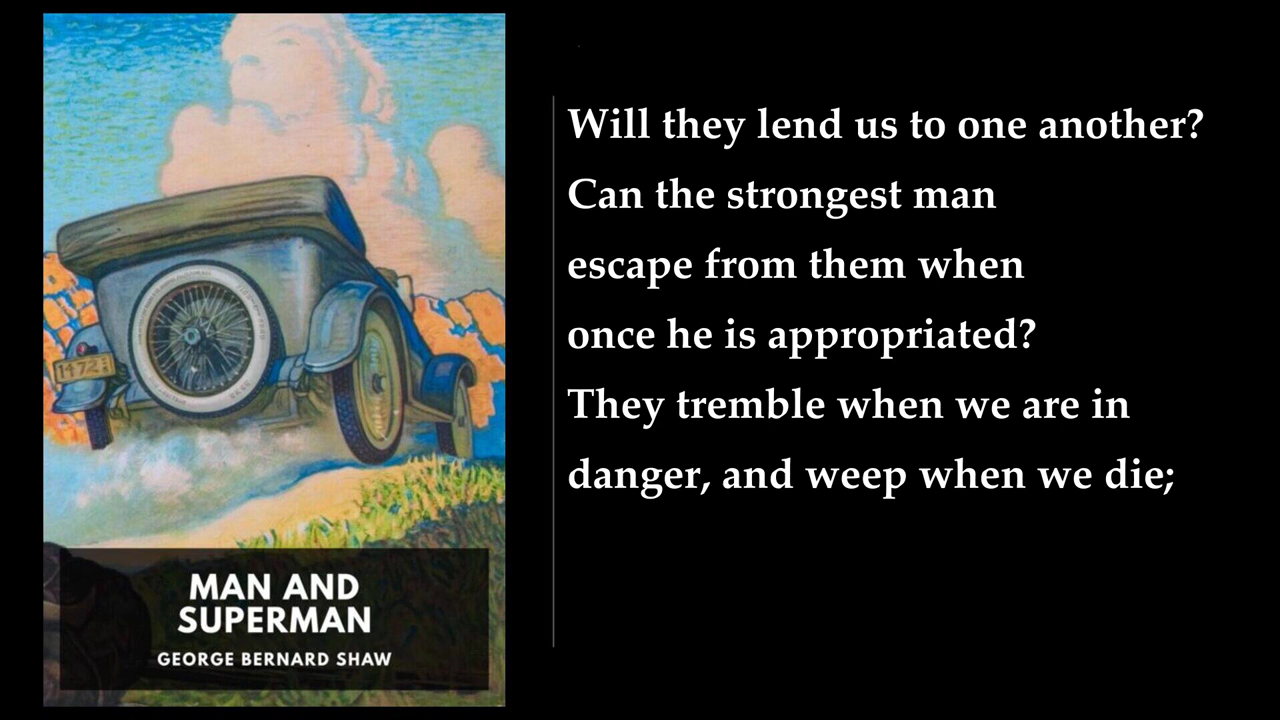 Will they lend us to one another?
Can the strongest man
escape from them when
once he is appropriated?
They tremble when we are in
danger, and weep when we die;
1472
MAN AND
SUPERMAN
GEORGE BERNARD SHAW